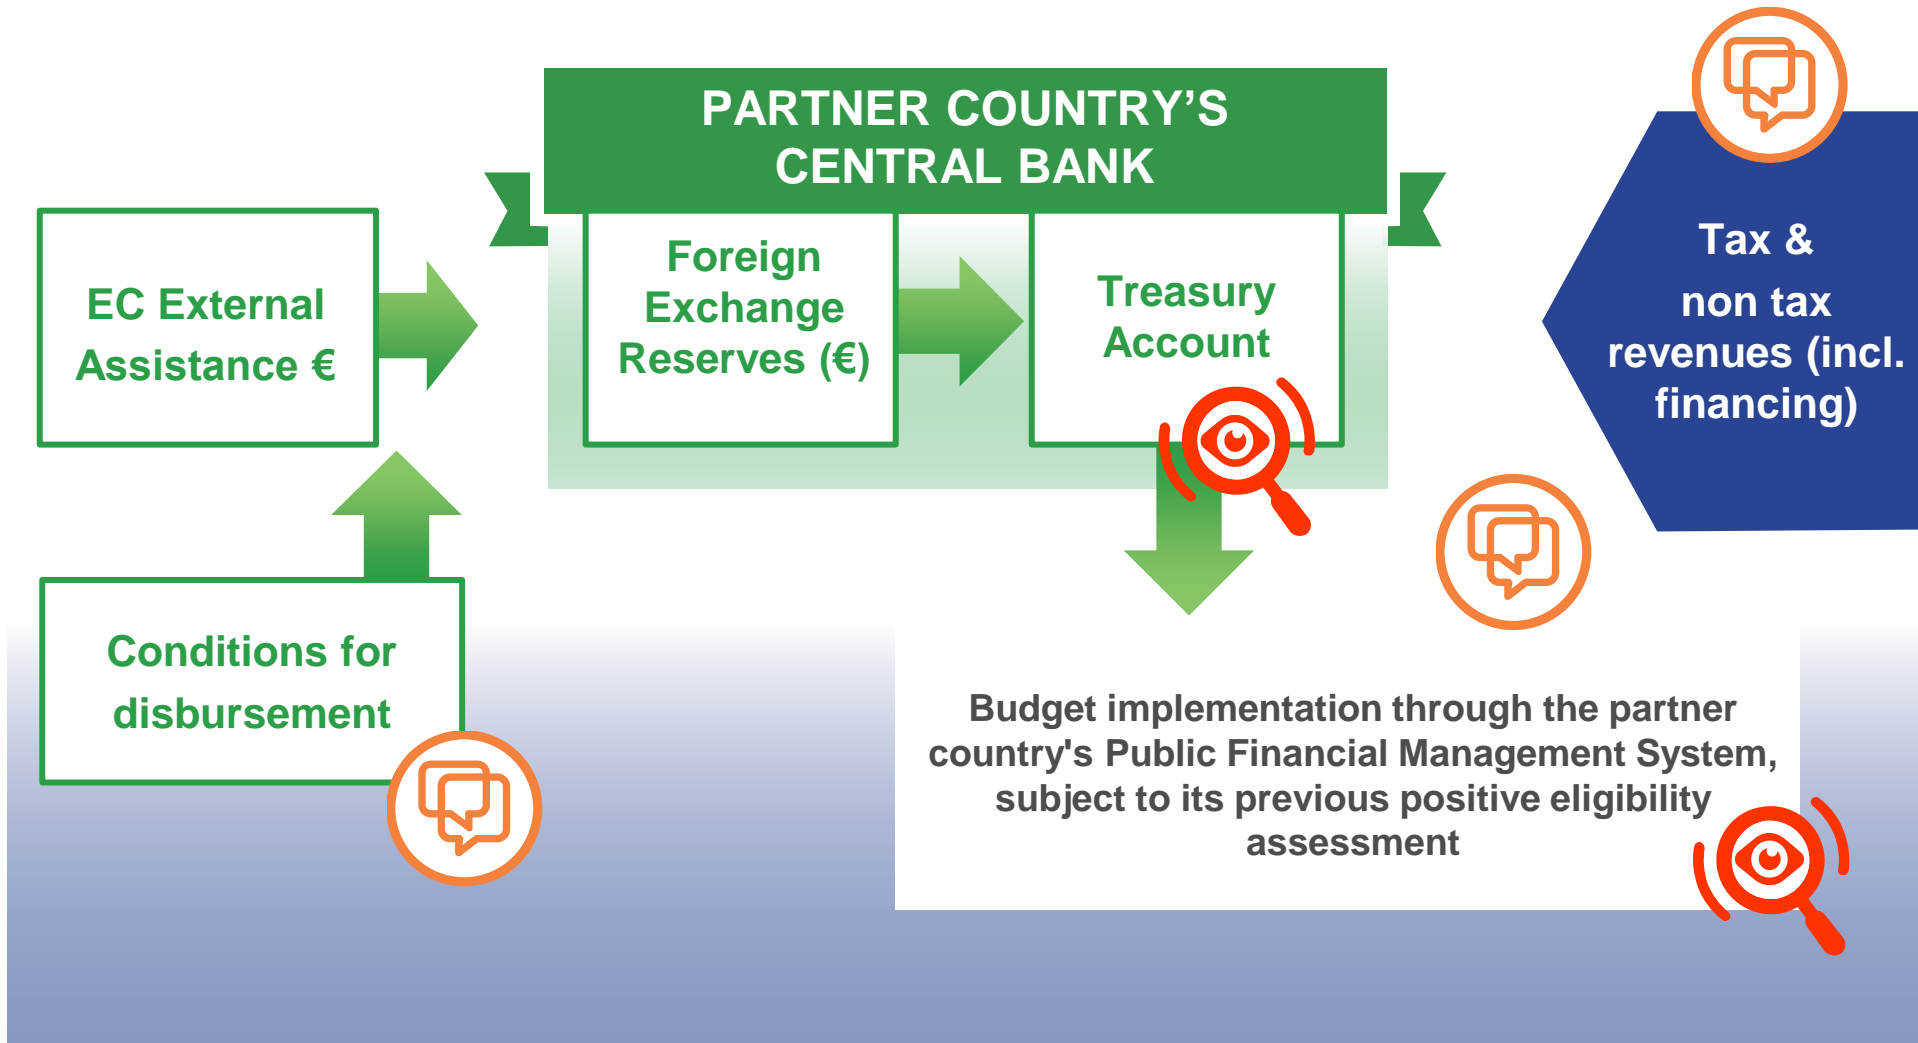 PARTNER COUNTRY’S
CENTRAL BANK
EC External
Assistance €
Foreign
Exchange
Reserves (€)
Treasury
Account
Tax &
non tax
revenues (incl.
financing)
Conditions for
disbursement
Budget implementation through the partner
country's Public Financial Management System,
subject to its previous positive eligibility
assessment